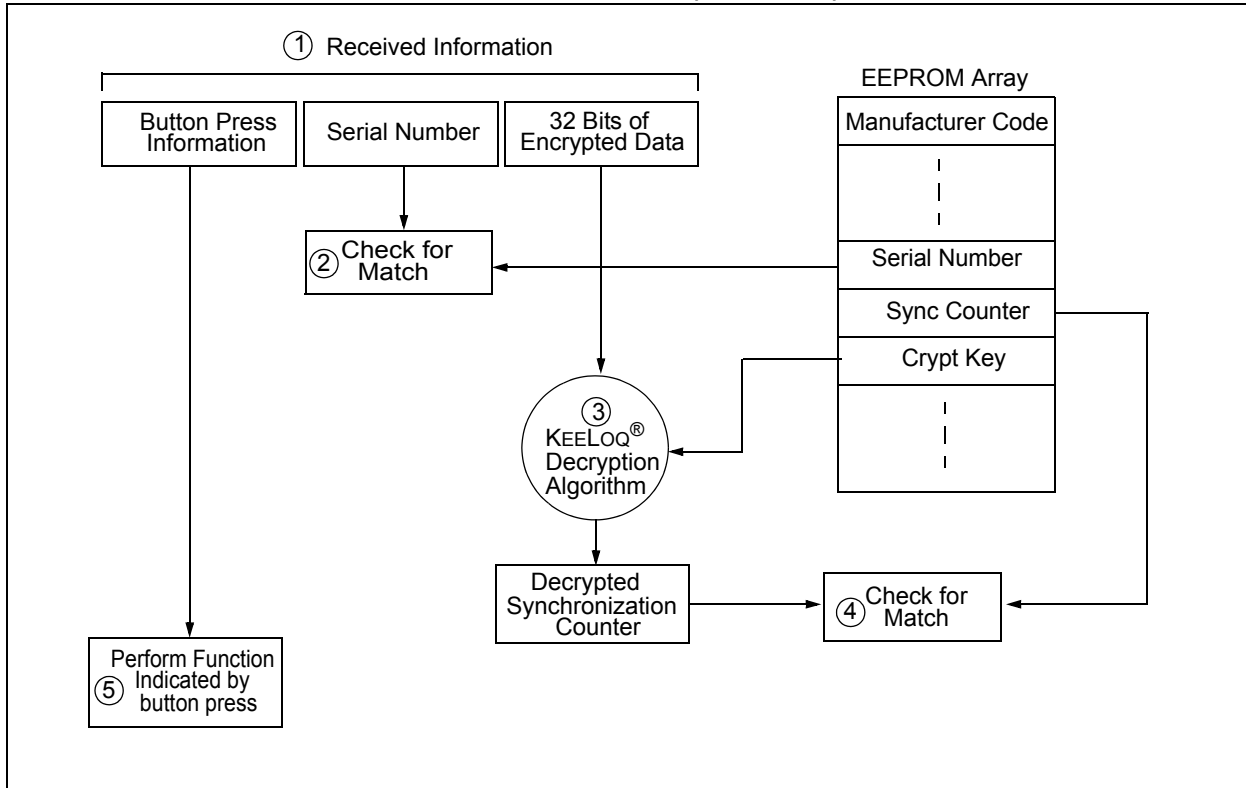 ① Received Information
EEPROM Array
Button Press
Information
Serial Number
32 Bits of
Encrypted Data
Manufacturer Code
② Check for
Match
Serial Number
Sync Counter
Crypt Key
③
KEELOQ®
Decryption
Algorithm
Decrypted
Synchronization
Counter
④ Check for
Match
Perform Function
⑤ Indicated by
button press